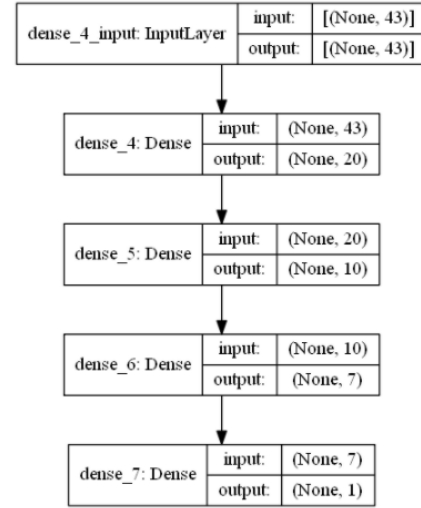 dense_4_input: InputLayer
input: [(None, 43)]
output: [(None, 43)]
dense_4: Dense
input: (None, 43)
output: (None, 20)
dense_5: Dense
input: (None, 20)
output: (None, 10)
dense_6: Dense
input: (None, 10)
output: (None, 7)
dense_7: Dense
input: (None, 7)
output: (None, 1)